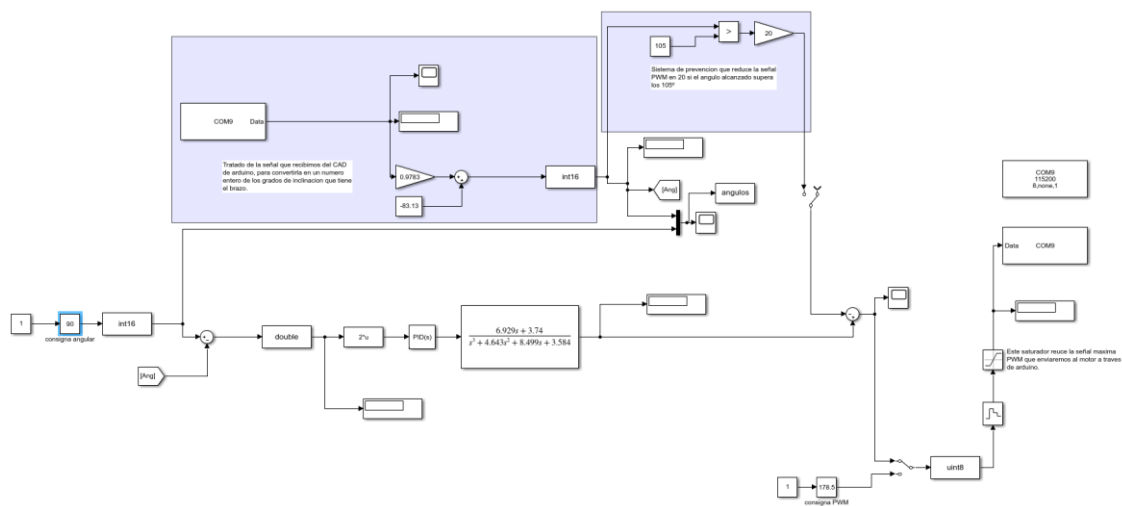 105
>
20
Sistema de prevencion que reduce la señal
PWM en 20 si el angulo alcanzado supera
los 105º
COM9
Data
Tratado de la señal que recibimos del CAD
de arduino, para convertirla en un numero
entero de los grados de inclinacion que tiene
el brazo.
0.9783
-83.13
int16
[Ang]
angulos
COM9
115200
8,none,1
Data
COM9
1
90
consigna angular
int16
[Ang]
double
2*u
PID(s)
6.929s + 3.74
s³ + 4.643s² + 8.499s + 3.584
Este saturador reuce la señal maxima
PWM que enviaremos al motor a traves
de arduino.
uint8
1
178.5
consigna PWM